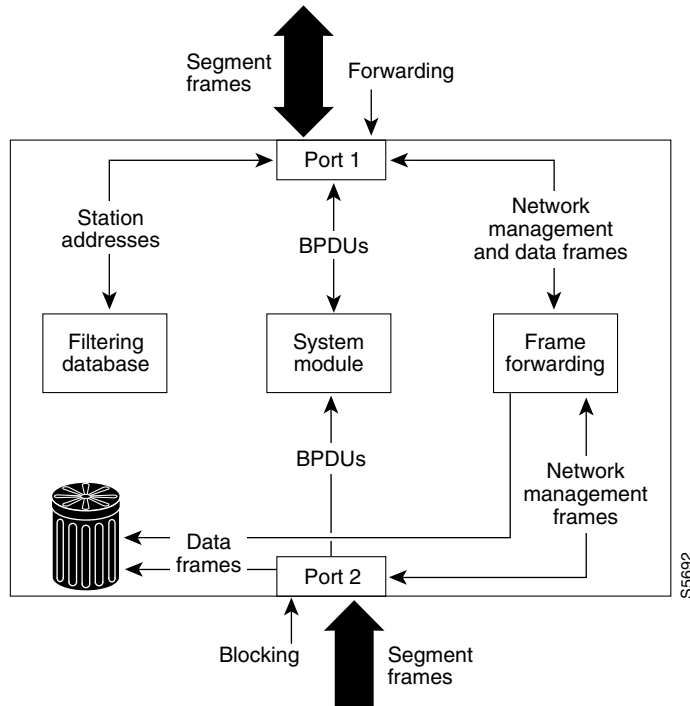 Segment
frames
Forwarding
Port 1
Station
addresses
BPDUs
Network
management
and data frames
Filtering
database
System
module
Frame
forwarding
BPDUs
Network
management
frames
Data
frames
Port 2
Blocking
Segment
frames
S5692